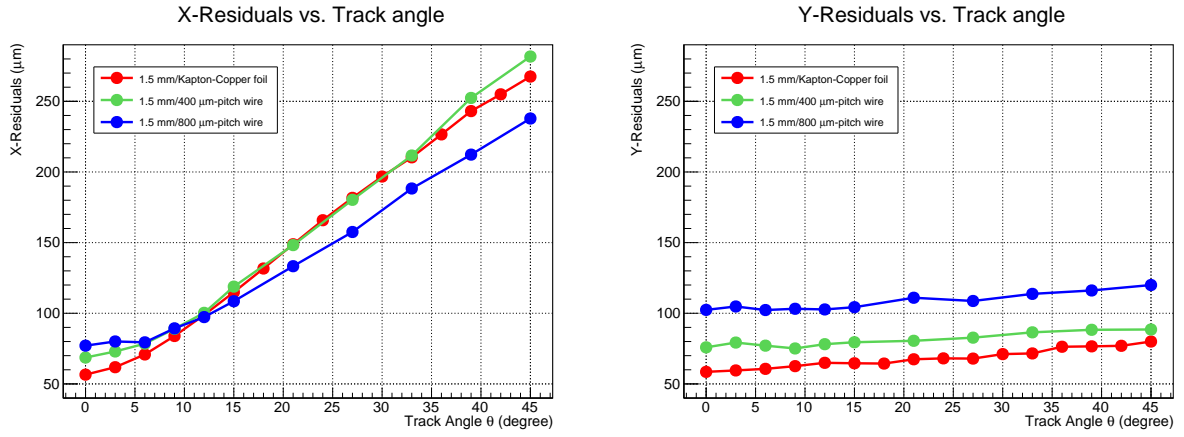 X-Residuals vs. Track angle
X-Residuals (μm)
1.5 mm/Kapton-Copper foil
1.5 mm/400 μm-pitch wire
1.5 mm/800 μm-pitch wire
250
200
150
100
50
0 5 10 15 20 25 30 35 40 45
Track Angle θ (degree)
Y-Residuals vs. Track angle
Y-Residuals (μm)
1.5 mm/Kapton-Copper foil
1.5 mm/400 μm-pitch wire
1.5 mm/800 μm-pitch wire
250
200
150
100
50
0 5 10 15 20 25 30 35 40 45
Track Angle θ (degree)